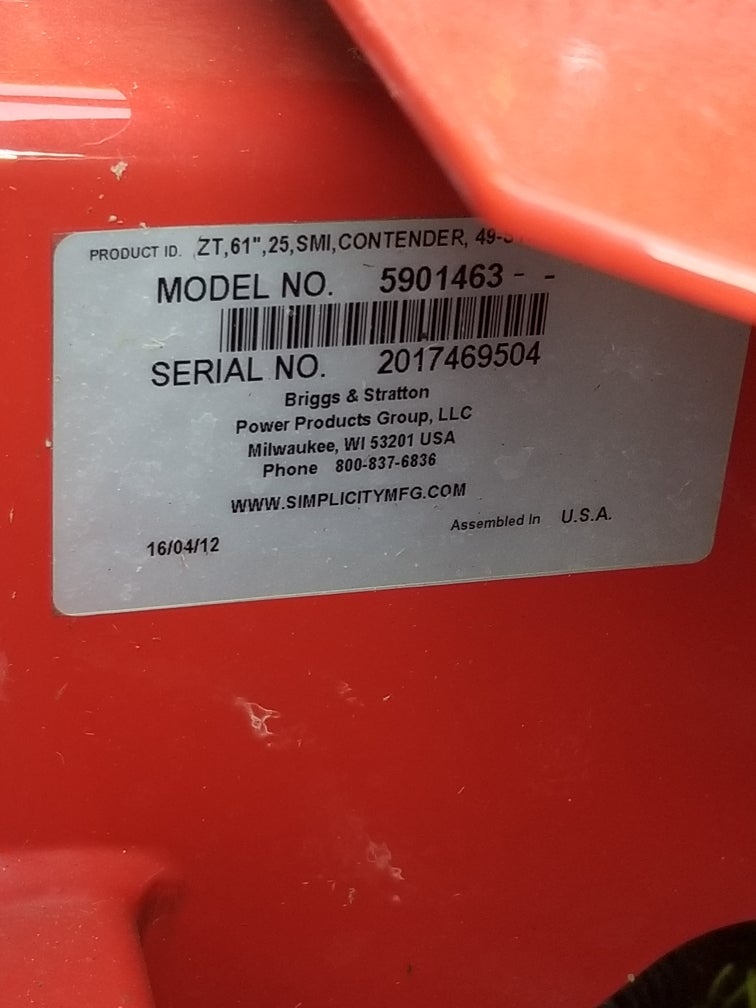 PRODUCT ID. ZT,61",25,SMI,CONTENDER, 49-
MODEL NO. 5901463 - -
SERIAL NO. 2017469504
Briggs & Stratton
Power Products Group, LLC
Milwaukee, WI 53201 USA
Phone 800-837-6836
WWW.SIMPLICITYMFG.COM
Assembled In U.S.A.
16/04/12